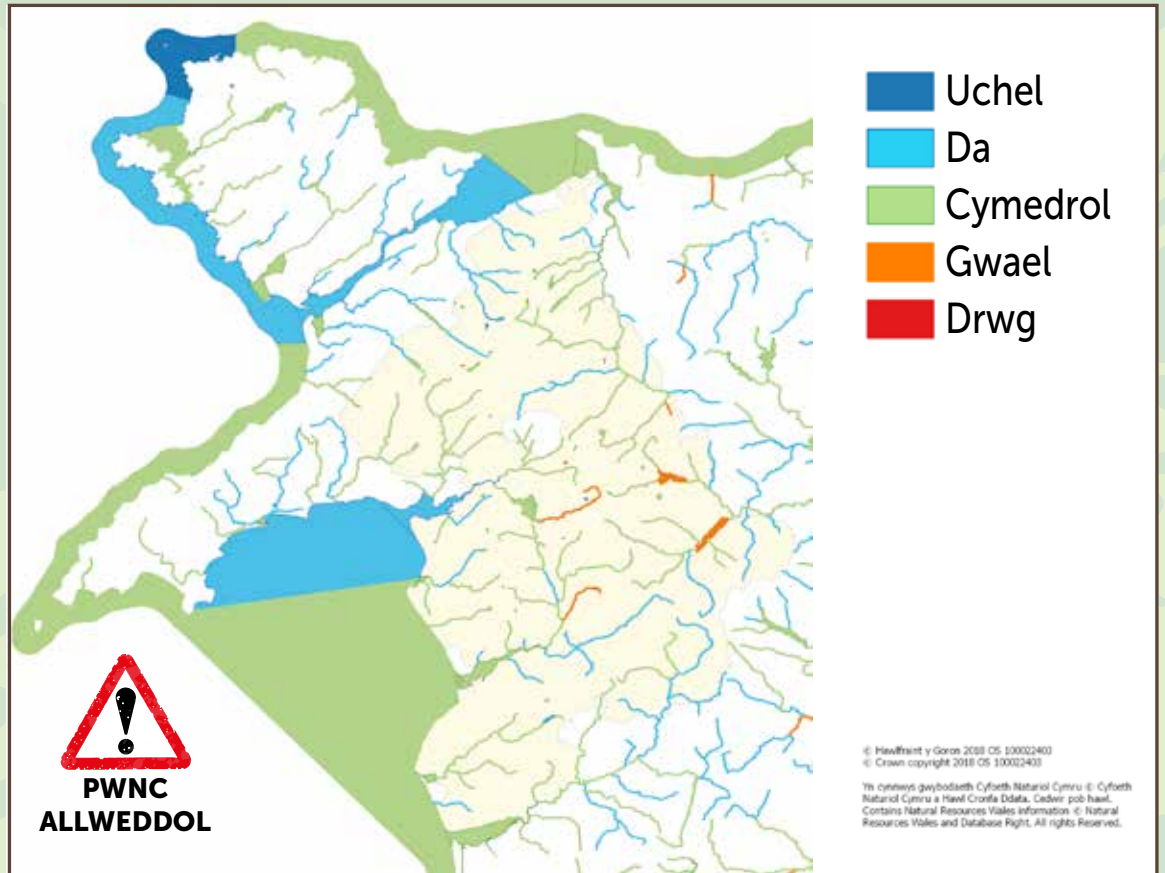 Uchel
Da
Cymedrol
Gwael
Drwg
PWNC
ALLWEDDOL
© Hawlfraint y Goron 2018 OS 100022403
© Crown copyright 2018 OS 100022403
Yn cynnwys gwybodaeth Cyfoeth Naturiol Cymru © Cyfoeth
Naturiol Cymru a Hawl Cronfa Ddata. Cedwir pob hawl.
Contains Natural Resources Wales information © Natural
Resources Wales and Database Right. All rights Reserved.